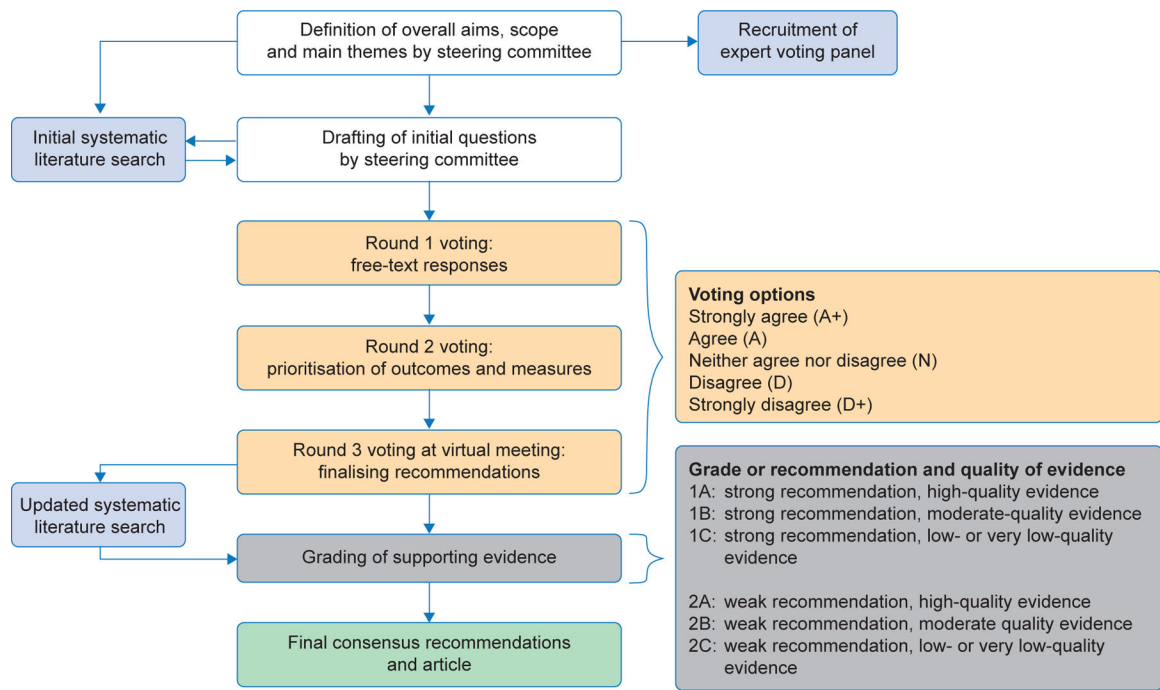 Definition of overall aims, scope
and main themes by steering committee
Recruitment of
expert voting panel
Initial systematic
literature search
Drafting of initial questions
by steering committee
Round 1 voting:
free-text responses
Round 2 voting:
prioritisation of outcomes and measures
Round 3 voting at virtual meeting:
finalising recommendations
Voting options
Strongly agree (A+)
Agree (A)
Neither agree nor disagree (N)
Disagree (D)
Strongly disagree (D+)
Updated systematic
literature search
Grading of supporting evidence
Grade or recommendation and quality of evidence
1A: strong recommendation, high-quality evidence
1B: strong recommendation, moderate-quality evidence
1C: strong recommendation, low- or very low-quality
evidence
2A: weak recommendation, high-quality evidence
2B: weak recommendation, moderate quality evidence
2C: weak recommendation, low- or very low-quality
evidence
Final consensus recommendations
and article